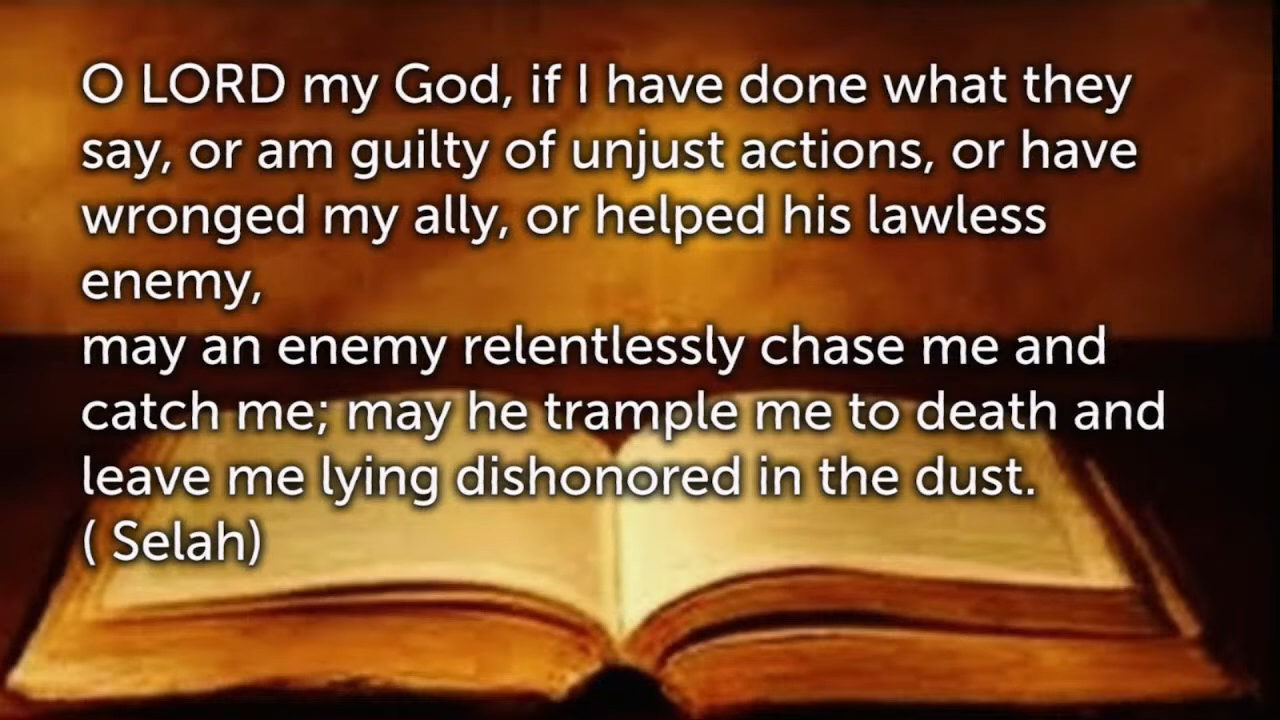 O LORD my God, if I have done what they
say, or am guilty of unjust actions, or have
wronged my ally, or helped his lawless
enemy,
may an enemy relentlessly chase me and
catch me; may he trample me to death and
leave me lying dishonored in the dust.
( Selah)